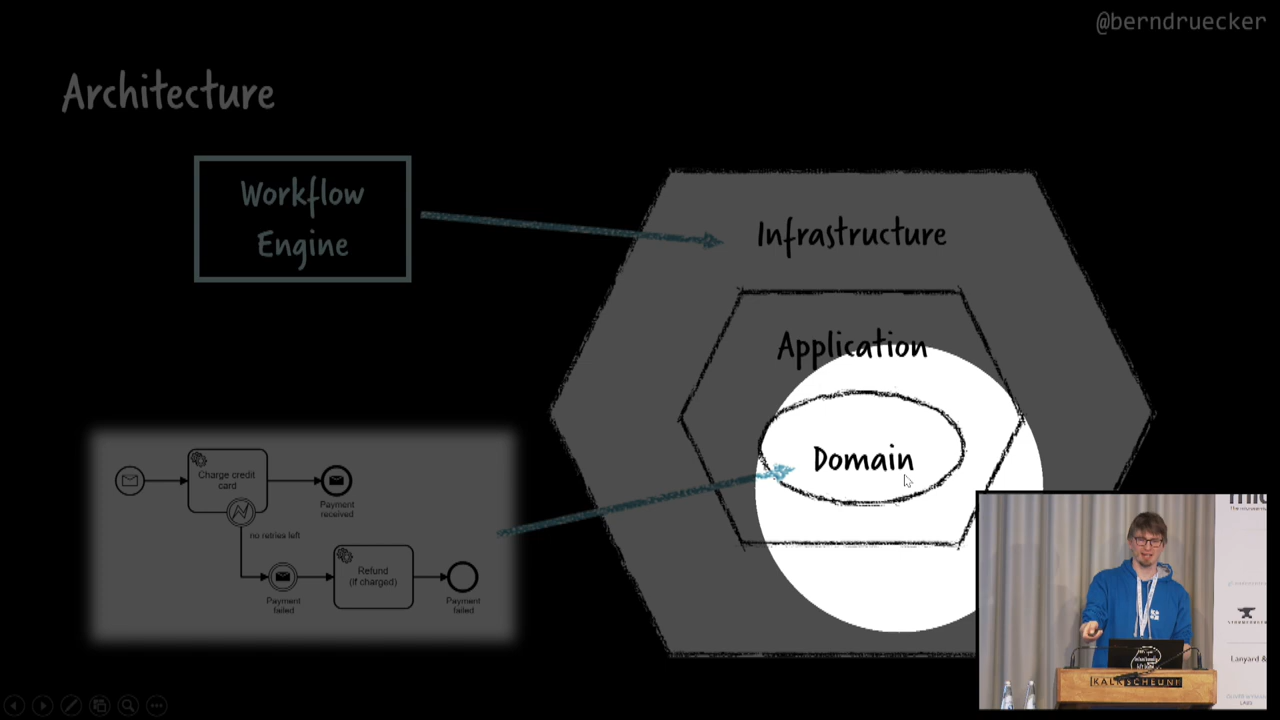 @berndruecker
Architecture
Workflow
Engine
Infrastructure
Application
Domain
Charge credit
card
Payment
received
no retries left
Payment
failed
Refund
(if charged)
Payment
failed
KALKSCHEUNE
Lanyard &